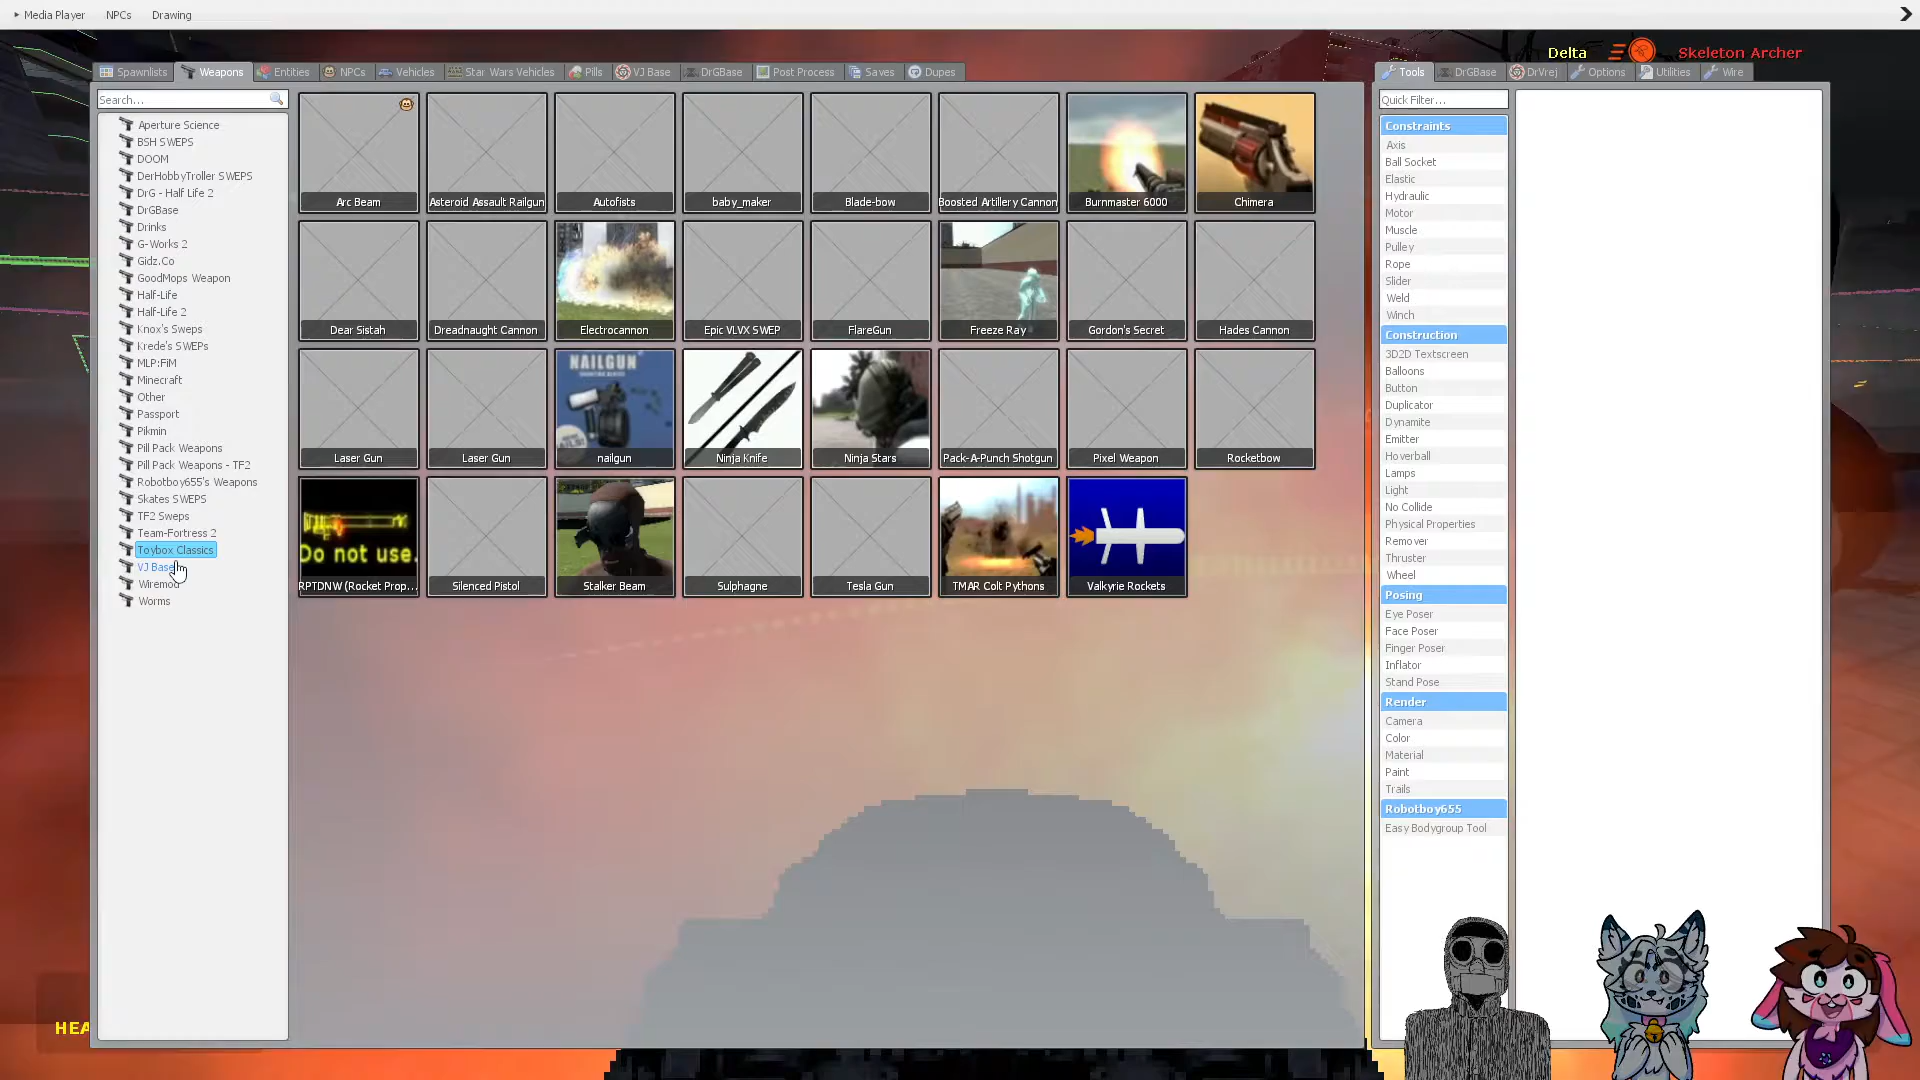 Media Player NPCs Drawing
Delta Skeleton Archer
Spawnlists Weapons Entities NPCs Vehicles Star Wars Vehicles Pills VJ Base DrGBase Post Process Saves Dupes
Tools DrGBase DrVrej Options Utilities Wire
Search...
Aperture Science
BSH SWEPS
DOOM
DerHobbyTroller SWEPS
DrG - Half Life 2
DrGBase
Drinks
G-Works 2
Gidz.Co
GoodMops Weapon
Half-Life
Half-Life 2
Knox's Sweps
Krede's SWEPs
MLP:FiM
Minecraft
Other
Passport
Pikmin
Pill Pack Weapons
Pill Pack Weapons - TF2
Robotboy655's Weapons
Skates SWEPS
TF2 Sweps
Team-Fortress 2
Toybox Classics
VJ Base
Wiremod
Worms
Arc Beam
Asteroid Assault Railgun
Autofists
baby_maker
Blade-bow
Boosted Artillery Cannon
Burnmaster 6000
Chimera
Dear Sistah
Dreadnaught Cannon
Electrocannon
Epic VLVX SWEP
FlareGun
Freeze Ray
Gordon's Secret
Hades Cannon
Laser Gun
Laser Gun
NAILGUN
nailgun
Ninja Knife
Ninja Stars
Pack-A-Punch Shotgun
Pixel Weapon
Rocketbow
Do not use.
RPTDNW (Rocket Prop...
Silenced Pistol
Stalker Beam
Sulphagne
Tesla Gun
TMAR Colt Pythons
Valkyrie Rockets
Quick Filter...
Constraints
Axis
Ball Socket
Elastic
Hydraulic
Motor
Muscle
Pulley
Rope
Slider
Weld
Winch
Construction
3D2D Textscreen
Balloons
Button
Duplicator
Dynamite
Emitter
Hoverball
Lamps
Light
No Collide
Physical Properties
Remover
Thruster
Wheel
Posing
Eye Poser
Face Poser
Finger Poser
Inflator
Stand Pose
Render
Camera
Color
Material
Paint
Trails
Robotboy655
Easy Bodygroup Tool
HEA